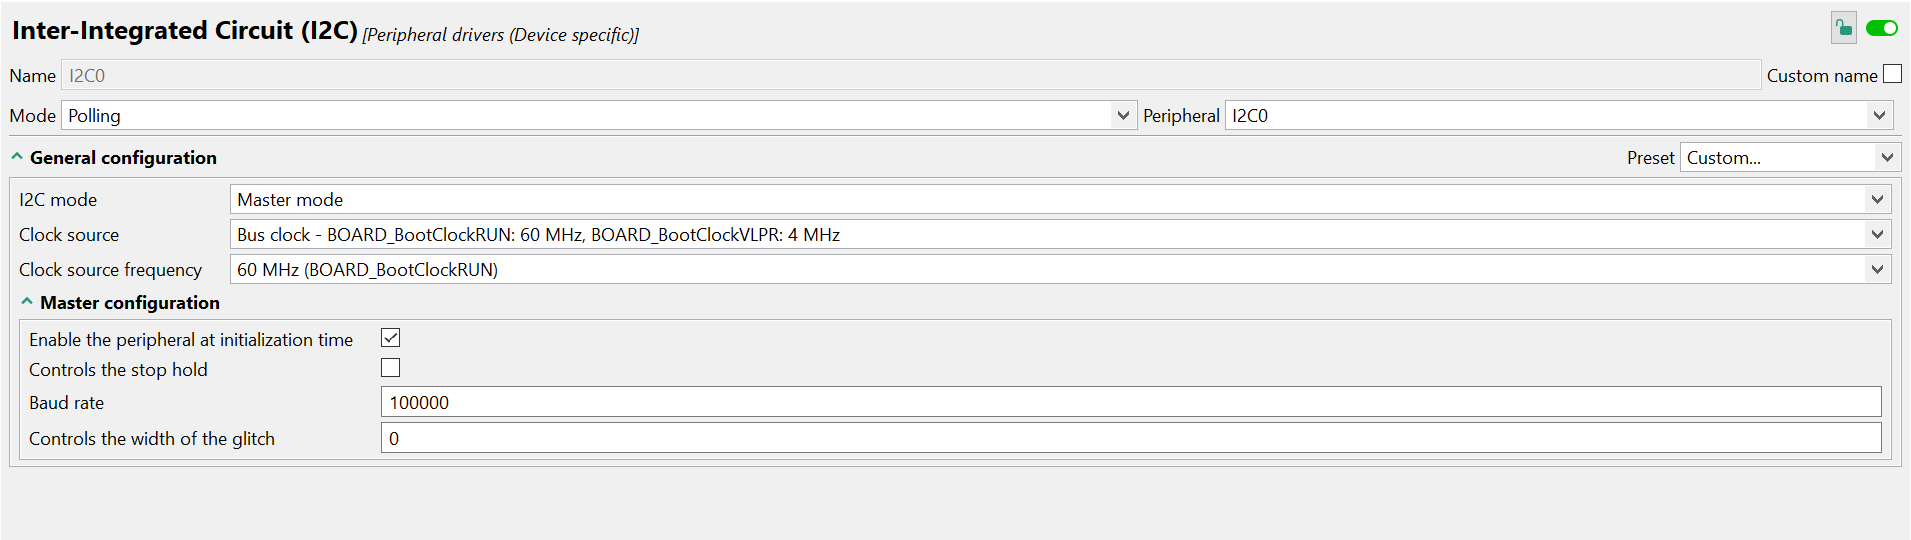 Inter-Integrated Circuit (I2C) [Peripheral drivers (Device specific)]
Name I2C0 Custom name
Mode Polling Peripheral I2C0
General configuration Preset Custom...
I2C mode Master mode
Clock source Bus clock - BOARD_BootClockRUN: 60 MHz, BOARD_BootClockVLPR: 4 MHz
Clock source frequency 60 MHz (BOARD_BootClockRUN)
Master configuration
Enable the peripheral at initialization time
Controls the stop hold
Baud rate 100000
Controls the width of the glitch 0